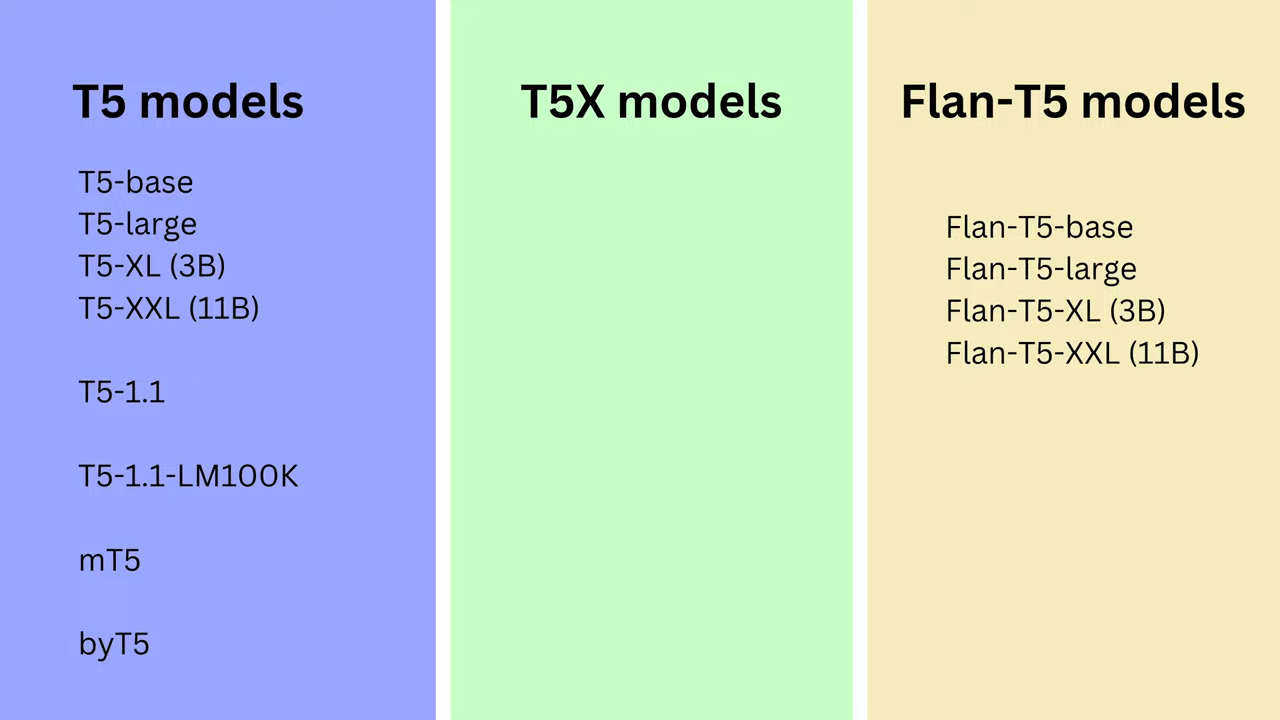 T5 models
T5-base
T5-large
T5-XL (3B)
T5-XXL (11B)
T5-1.1
T5-1.1-LM100K
mT5
byT5
T5X models
Flan-T5 models
Flan-T5-base
Flan-T5-large
Flan-T5-XL (3B)
Flan-T5-XXL (11B)